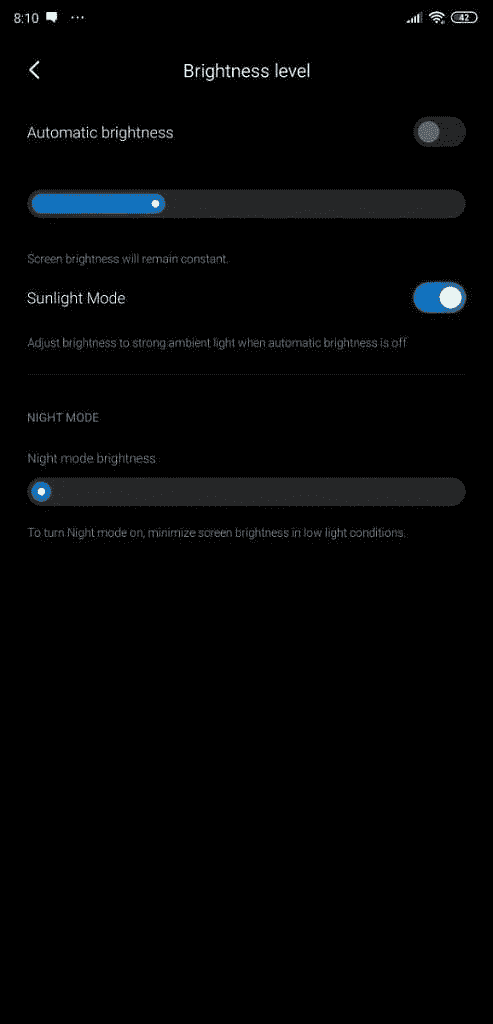 8:10 ... 42
Brightness level
Automatic brightness
Screen brightness will remain constant.
Sunlight Mode
Adjust brightness to strong ambient light when automatic brightness is off
NIGHT MODE
Night mode brightness
To turn Night mode on, minimize screen brightness in low light conditions.